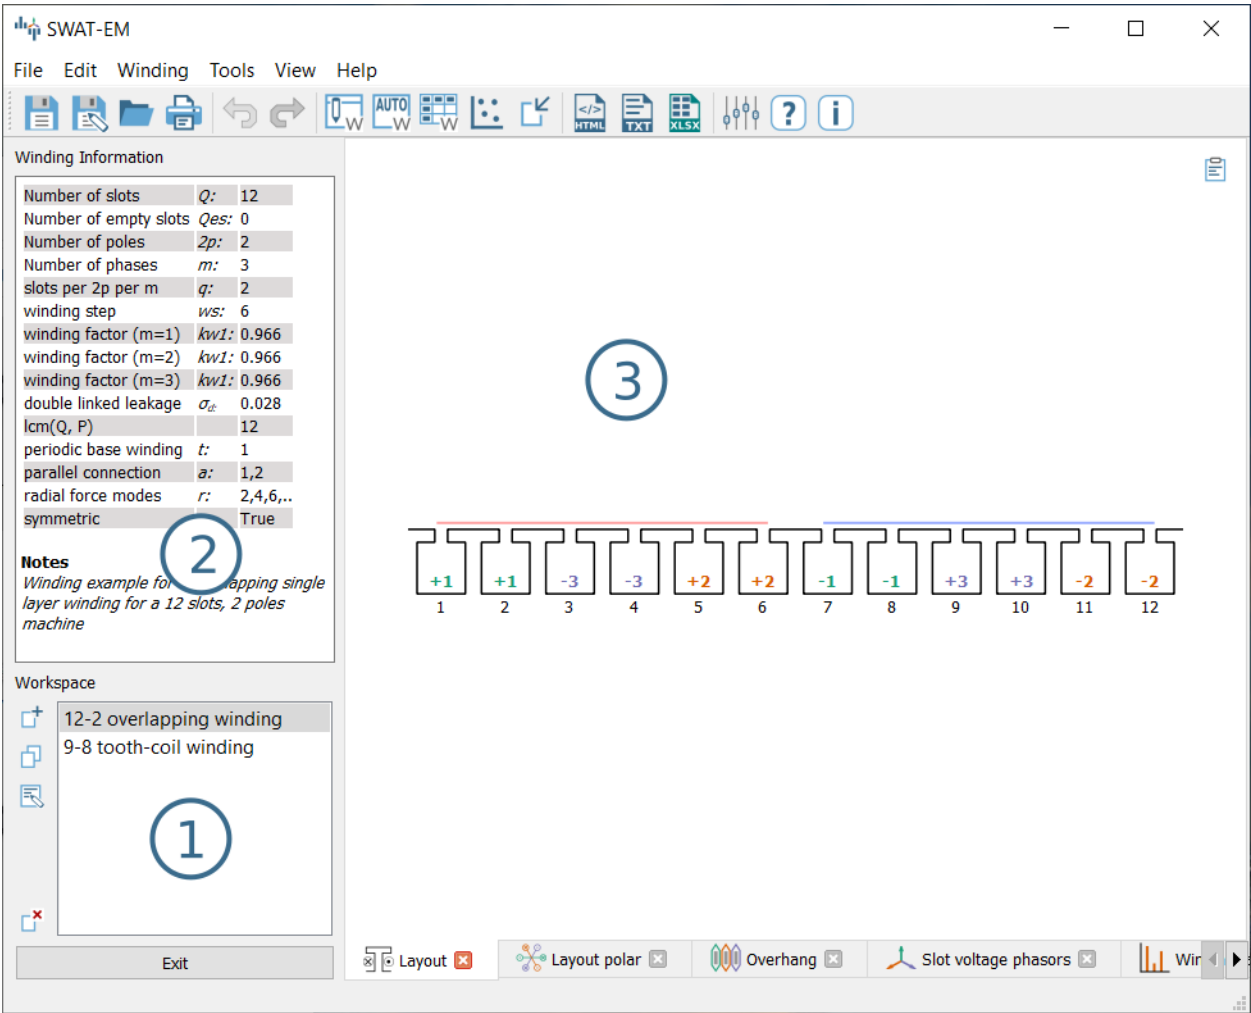 SWAT-EM
File Edit Winding Tools View Help
W AUTO W W </> HTML TXT XLSX ? i
Winding Information
Number of slots Q: 12
Number of empty slots Qes: 0
Number of poles 2p: 2
Number of phases m: 3
slots per 2p per m q: 2
winding step ws: 6
winding factor (m=1) kw1: 0.966
winding factor (m=2) kw1: 0.966
winding factor (m=3) kw1: 0.966
double linked leakage σd: 0.028
lcm(Q, P) 12
periodic base winding t: 1
parallel connection a: 1,2
radial force modes r: 2,4,6,..
symmetric True
2
Notes
Winding example for apping single
layer winding for a 12 slots, 2 poles
machine
Workspace
12-2 overlapping winding
9-8 tooth-coil winding
1
Exit
3
+1 +1 -3 -3 +2 +2 -1 -1 +3 +3 -2 -2
1 2 3 4 5 6 7 8 9 10 11 12
Layout Layout polar Overhang Slot voltage phasors Wir